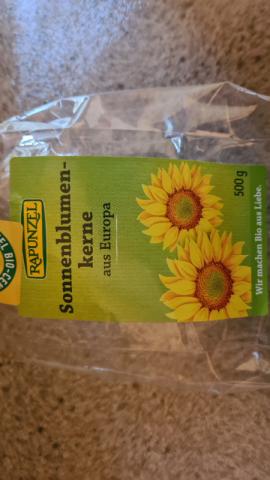 RAPUNZEL
Sonnenblumen-
kerne
aus Europa
500 g
Wir machen Bio aus Liebe.